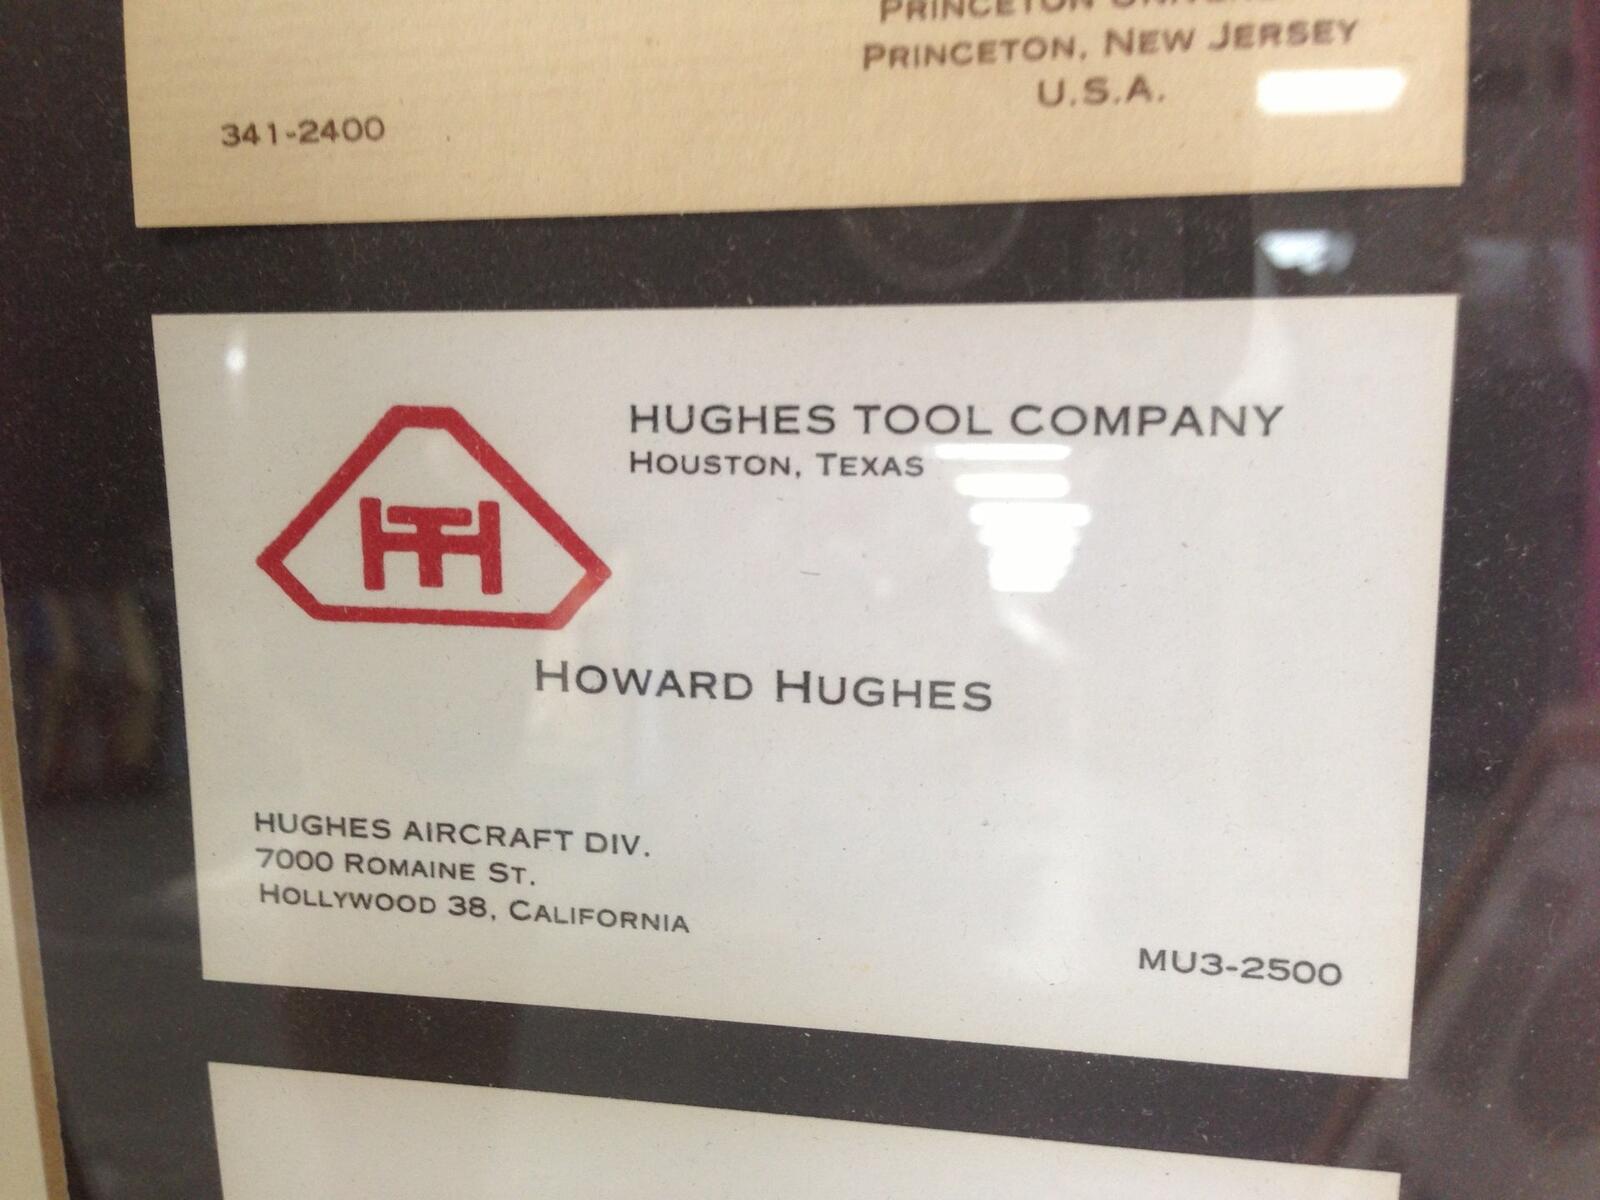 PRINCETON
PRINCETON, NEW JERSEY
U.S.A.
341-2400
HTH
HUGHES TOOL COMPANY
HOUSTON, TEXAS
HOWARD HUGHES
HUGHES AIRCRAFT DIV.
7000 ROMAINE ST.
HOLLYWOOD 38, CALIFORNIA
MU3-2500